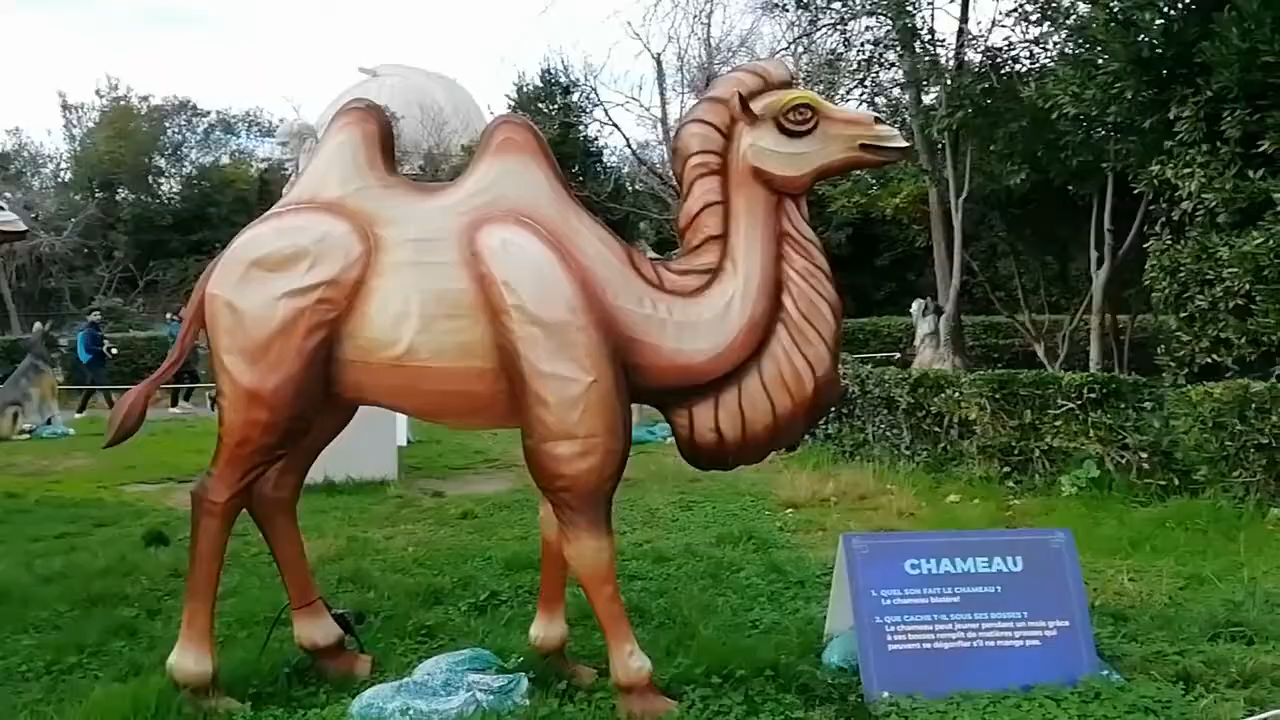 CHAMEAU
1. QUEL SON FAIT LE CHAMEAU ?
Le chameau blatère!
2. QUE CACHE T-IL SOUS SES BOSSES ?
Le chameau peut jeuner pendant un mois grâce
à ses bosses remplit de matières grasses qui
peuvent se dégonfler s'il ne mange pas.